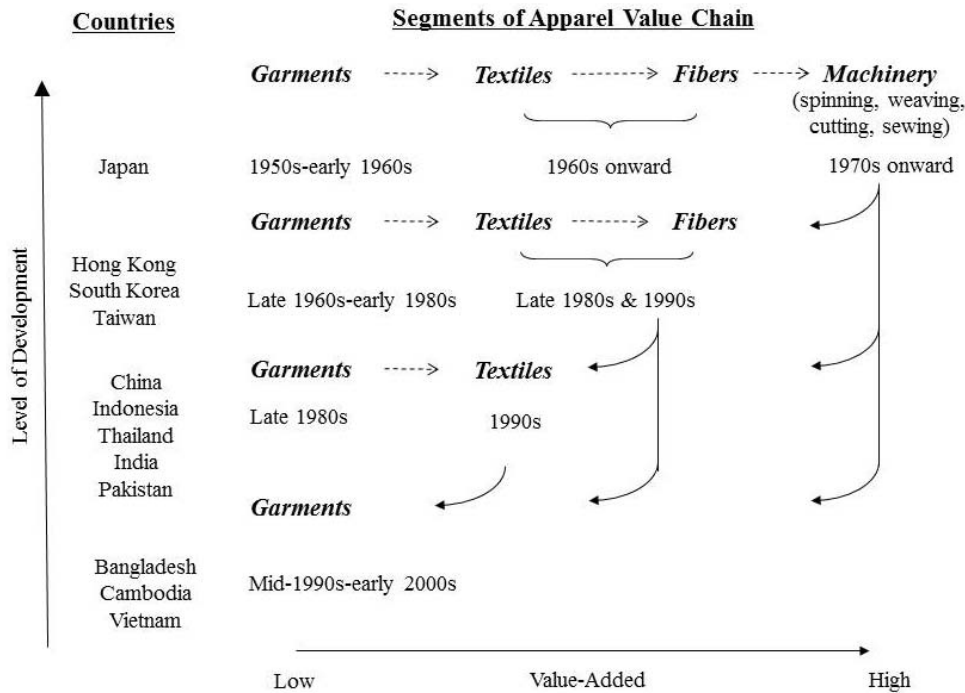 Countries
Segments of Apparel Value Chain
Garments Textiles Fibers Machinery
(spinning, weaving,
cutting, sewing)
Japan 1950s-early 1960s 1960s onward 1970s onward
Garments Textiles Fibers
Hong Kong
South Korea
Taiwan
Late 1960s-early 1980s Late 1980s & 1990s
Garments Textiles
China
Indonesia
Thailand
India
Pakistan
Late 1980s 1990s
Garments
Bangladesh
Cambodia
Vietnam
Mid-1990s-early 2000s
Level of Development
Low Value-Added High